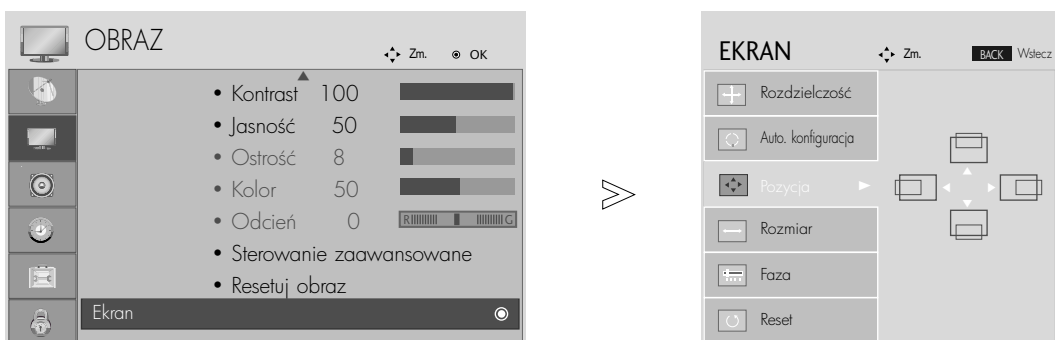 OBRAZ
Zm. OK
• Kontrast 100
• Jasność 50
• Ostrość 8
• Kolor 50
• Odcień 0 R G
• Sterowanie zaawansowane
• Resetuj obraz
Ekran
EKRAN
Zm. BACK Wstecz
Rozdzielczość
Auto. konfiguracja
Pozycja
Rozmiar
Faza
Reset